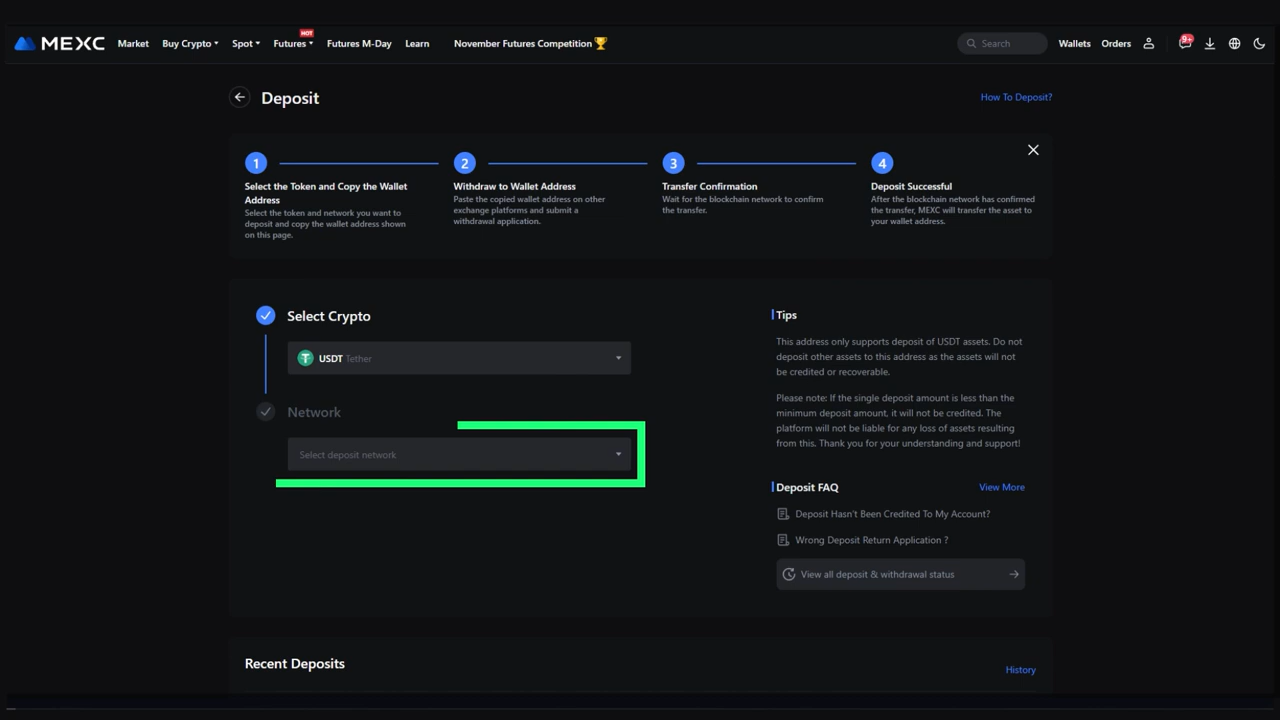 MEXC Market Buy Crypto Spot Futures HOT Futures M-Day Learn November Futures Competition Search Wallets Orders 9+
Deposit
How To Deposit?
1 2 3 4
Select the Token and Copy the Wallet
Address
Select the token and network you want to
deposit and copy the wallet address shown
on this page.
Withdraw to Wallet Address
Paste the copied wallet address on other
exchange platforms and submit a
withdrawal application.
Transfer Confirmation
Wait for the blockchain network to confirm
the transfer.
Deposit Successful
After the blockchain network has confirmed
the transfer, MEXC will transfer the asset to
your wallet address.
Select Crypto
USDT Tether
Network
Select deposit network
Tips
This address only supports deposit of USDT assets. Do not
deposit other assets to this address as the assets will not
be credited or recoverable.
Please note: If the single deposit amount is less than the
minimum deposit amount, it will not be credited. The
platform will not be liable for any loss of assets resulting
from this. Thank you for your understanding and support!
Deposit FAQ
View More
Deposit Hasn't Been Credited To My Account?
Wrong Deposit Return Application ?
View all deposit & withdrawal status
Recent Deposits
History